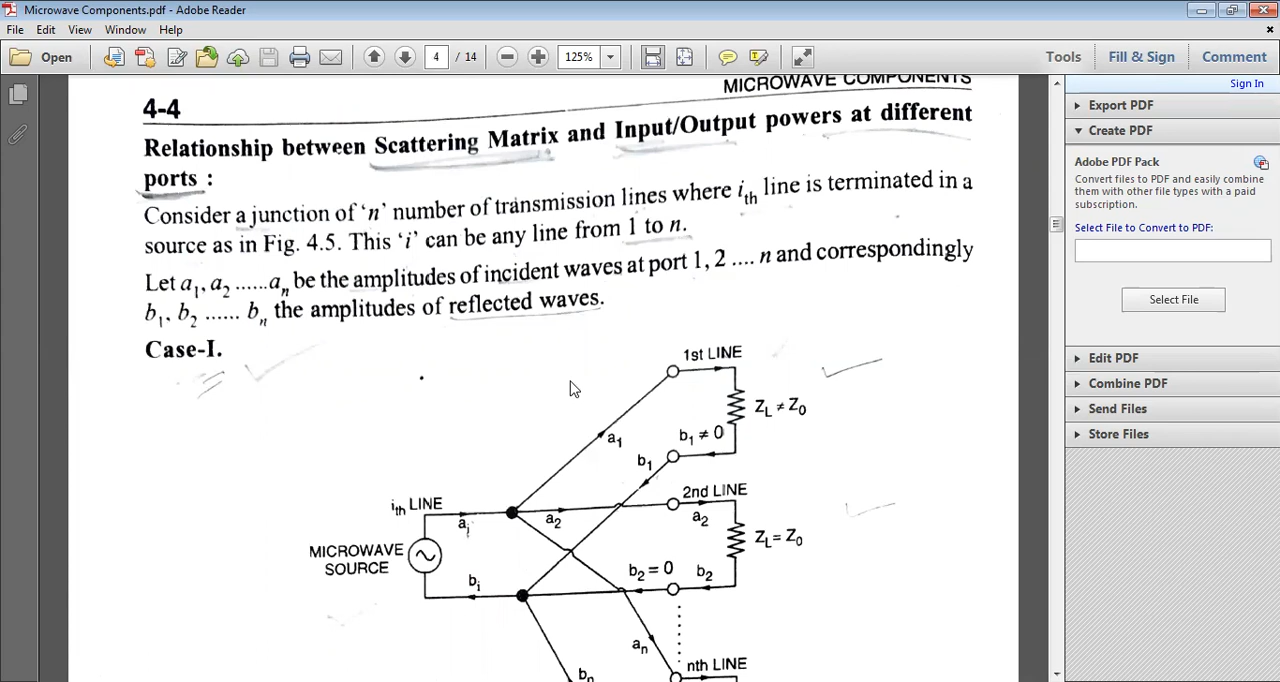 Microwave Components.pdf - Adobe Reader
File Edit View Window Help
Open 4 / 14 125% Tools Fill & Sign Comment
Sign In
Export PDF
Create PDF
Adobe PDF Pack
Convert files to PDF and easily combine
them with other file types with a paid
subscription.
Select File to Convert to PDF:
Select File
Edit PDF
Combine PDF
Send Files
Store Files
MICROWAVE COMPONENTS
4-4
Relationship between Scattering Matrix and Input/Output powers at different
ports :
Consider a junction of 'n' number of transmission lines where i_th line is terminated in a
source as in Fig. 4.5. This 'i' can be any line from 1 to n.
Let a₁, a₂ ......aₙ be the amplitudes of incident waves at port 1, 2 .... n and correspondingly
b₁, b₂ ...... bₙ the amplitudes of reflected waves.
Case-I.
1st LINE
Z_L ≠ Z₀
a₁
b₁ ≠ 0
b₁
2nd LINE
i_th LINE
a_i
a₂
a₂
Z_L = Z₀
MICROWAVE
SOURCE
b_i
b₂ = 0
b₂
aₙ
nth LINE
bₙ